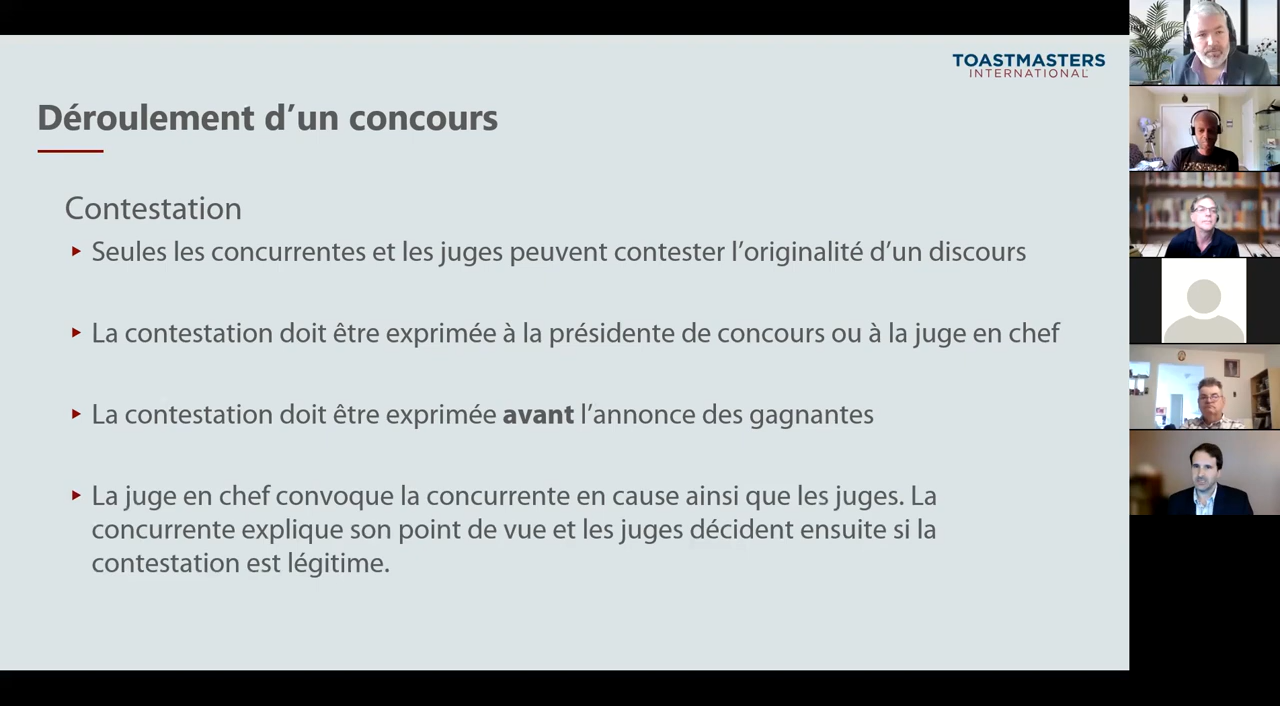 TOASTMASTERS
INTERNATIONAL
Déroulement d’un concours
Contestation
Seules les concurrentes et les juges peuvent contester l’originalité d’un discours
La contestation doit être exprimée à la présidente de concours ou à la juge en chef
La contestation doit être exprimée avant l’annonce des gagnantes
La juge en chef convoque la concurrente en cause ainsi que les juges. La
concurrente explique son point de vue et les juges décident ensuite si la
contestation est légitime.